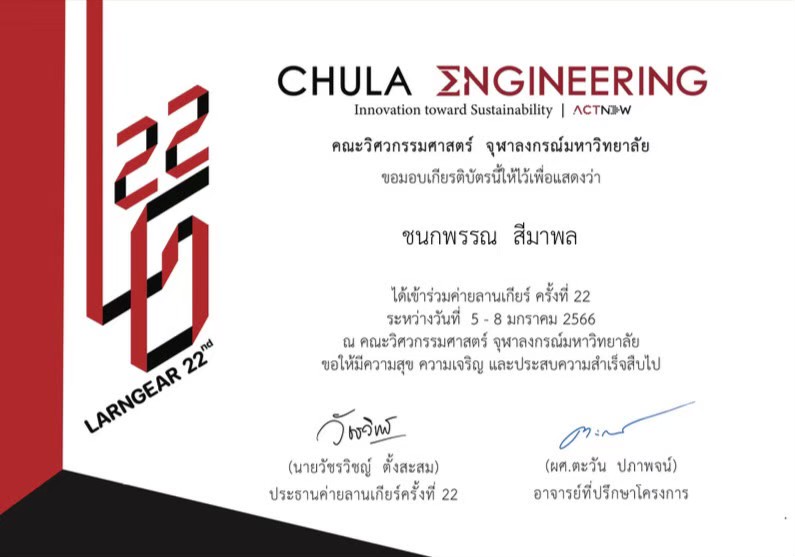 22
LARNGEAR 22nd
CHULA ENGINEERING
Innovation toward Sustainability | ACTNOW
คณะวิศวกรรมศาสตร์ จุฬาลงกรณ์มหาวิทยาลัย
ขอมอบเกียรติบัตรนี้ให้ไว้เพื่อแสดงว่า
ชนกพรรณ สีมาพล
ได้เข้าร่วมค่ายลานเกียร์ ครั้งที่ 22
ระหว่างวันที่ 5 - 8 มกราคม 2566
ณ คณะวิศวกรรมศาสตร์ จุฬาลงกรณ์มหาวิทยาลัย
ขอให้มีความสุข ความเจริญ และประสบความสำเร็จสืบไป
(นายวัชรวิชญ์ ตั้งสะสม)
ประธานค่ายลานเกียร์ครั้งที่ 22
(ผศ.ตะวัน ปภาพจน์)
อาจารย์ที่ปรึกษาโครงการ